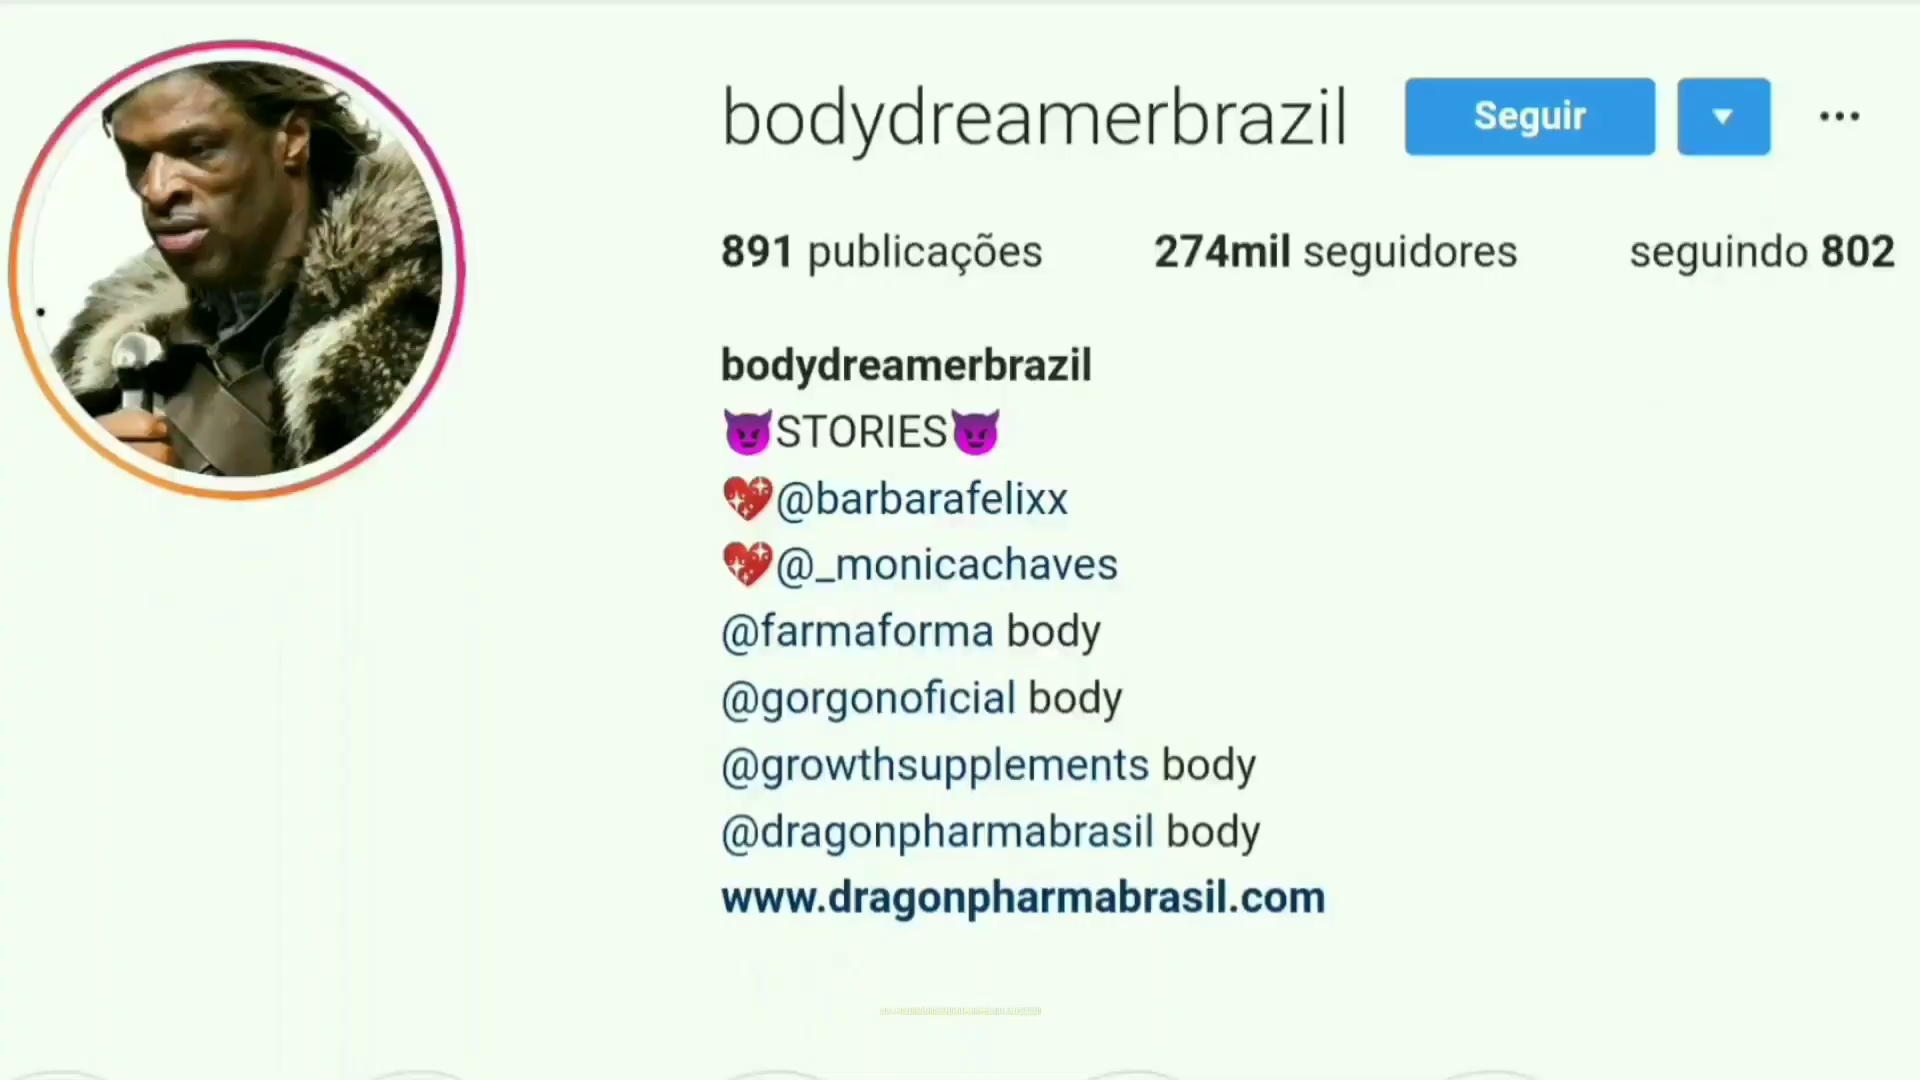 bodydreamerbrazil Seguir
891 publicações 274mil seguidores seguindo 802
bodydreamerbrazil
😈STORIES😈
💖@barbarafelixx
💖@_monicachaves
@farmaforma body
@gorgonoficial body
@growthsupplements body
@dragonpharmabrasil body
www.dragonpharmabrasil.com